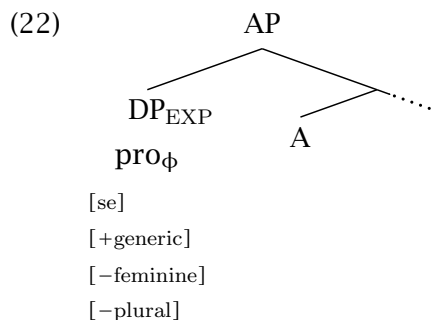 (22) AP
DP_EXP
A
pro_ϕ
[se]
[+generic]
[−feminine]
[−plural]